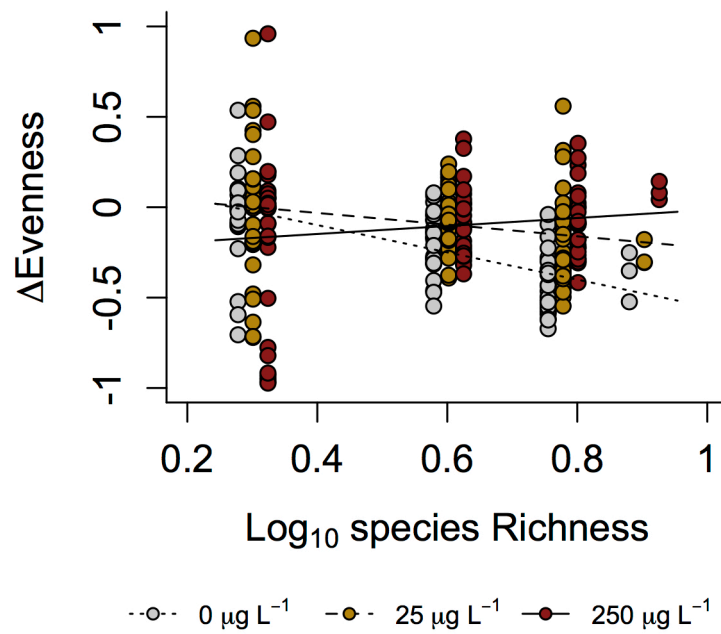 ΔEvenness
1
0.5
0
-0.5
-1
0.2 0.4 0.6 0.8 1
Log₁₀ species Richness
0 µg L⁻¹ 25 µg L⁻¹ 250 µg L⁻¹